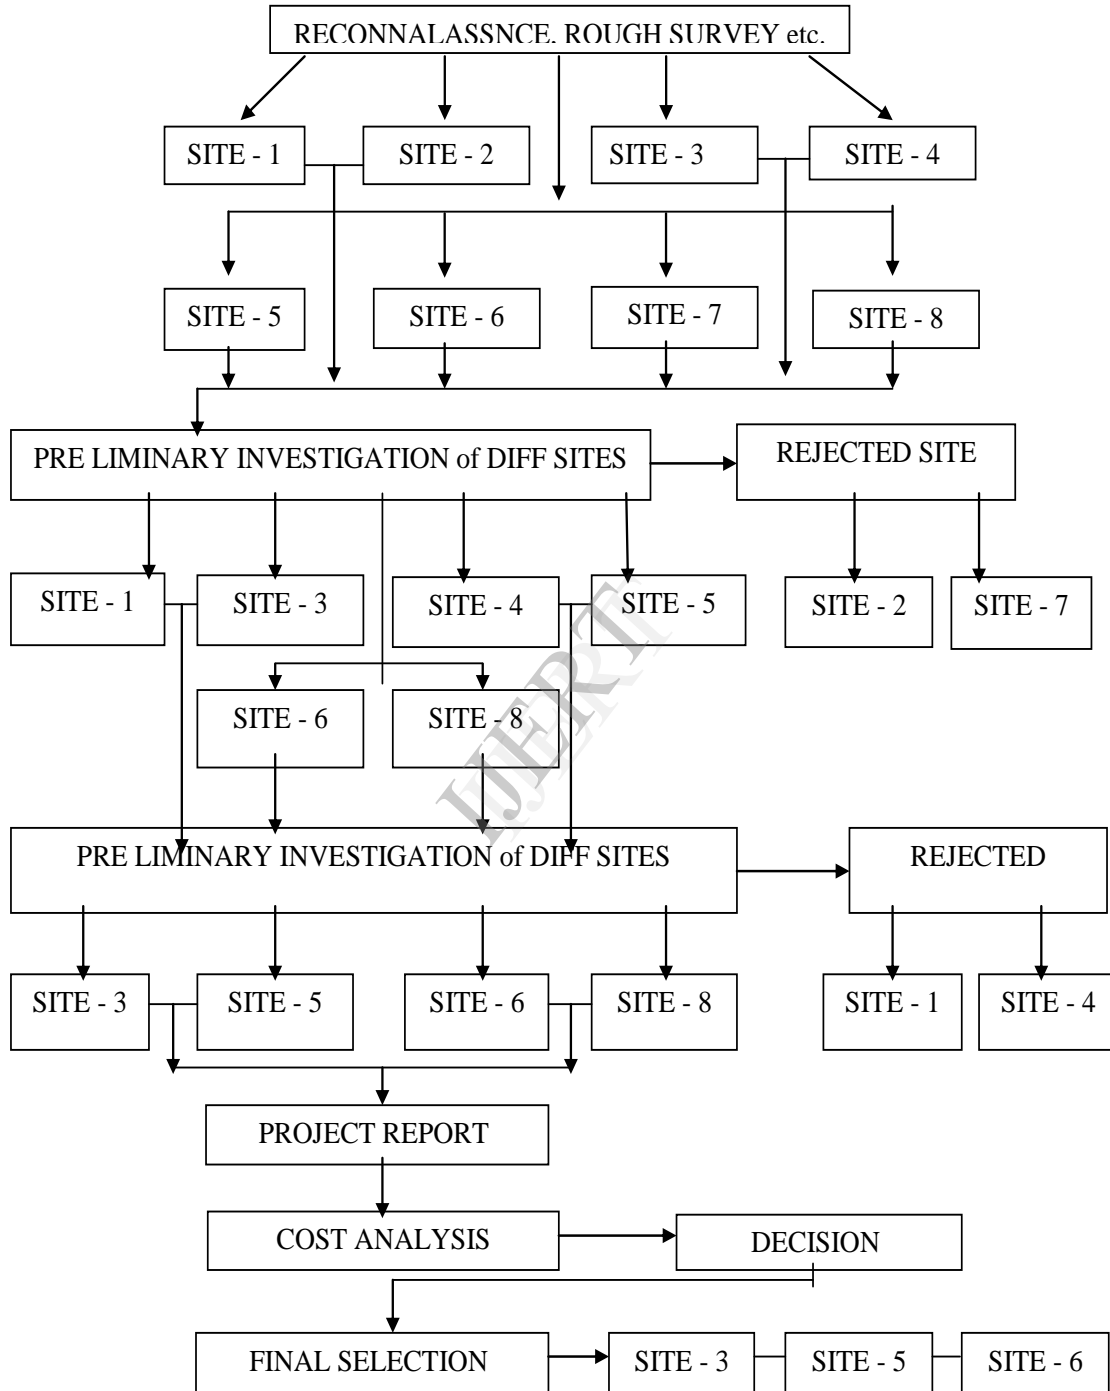 RECONNALASSNCE, ROUGH SURVEY etc.
SITE - 1
SITE - 2
SITE - 3
SITE - 4
SITE - 5
SITE - 6
SITE - 7
SITE - 8
PRE LIMINARY INVESTIGATION of DIFF SITES
REJECTED SITE
SITE - 1
SITE - 3
SITE - 4
SITE - 5
SITE - 2
SITE - 7
SITE - 6
SITE - 8
IJERT
PRE LIMINARY INVESTIGATION of DIFF SITES
REJECTED
SITE - 3
SITE - 5
SITE - 6
SITE - 8
SITE - 1
SITE - 4
PROJECT REPORT
COST ANALYSIS
DECISION
FINAL SELECTION
SITE - 3
SITE - 5
SITE - 6